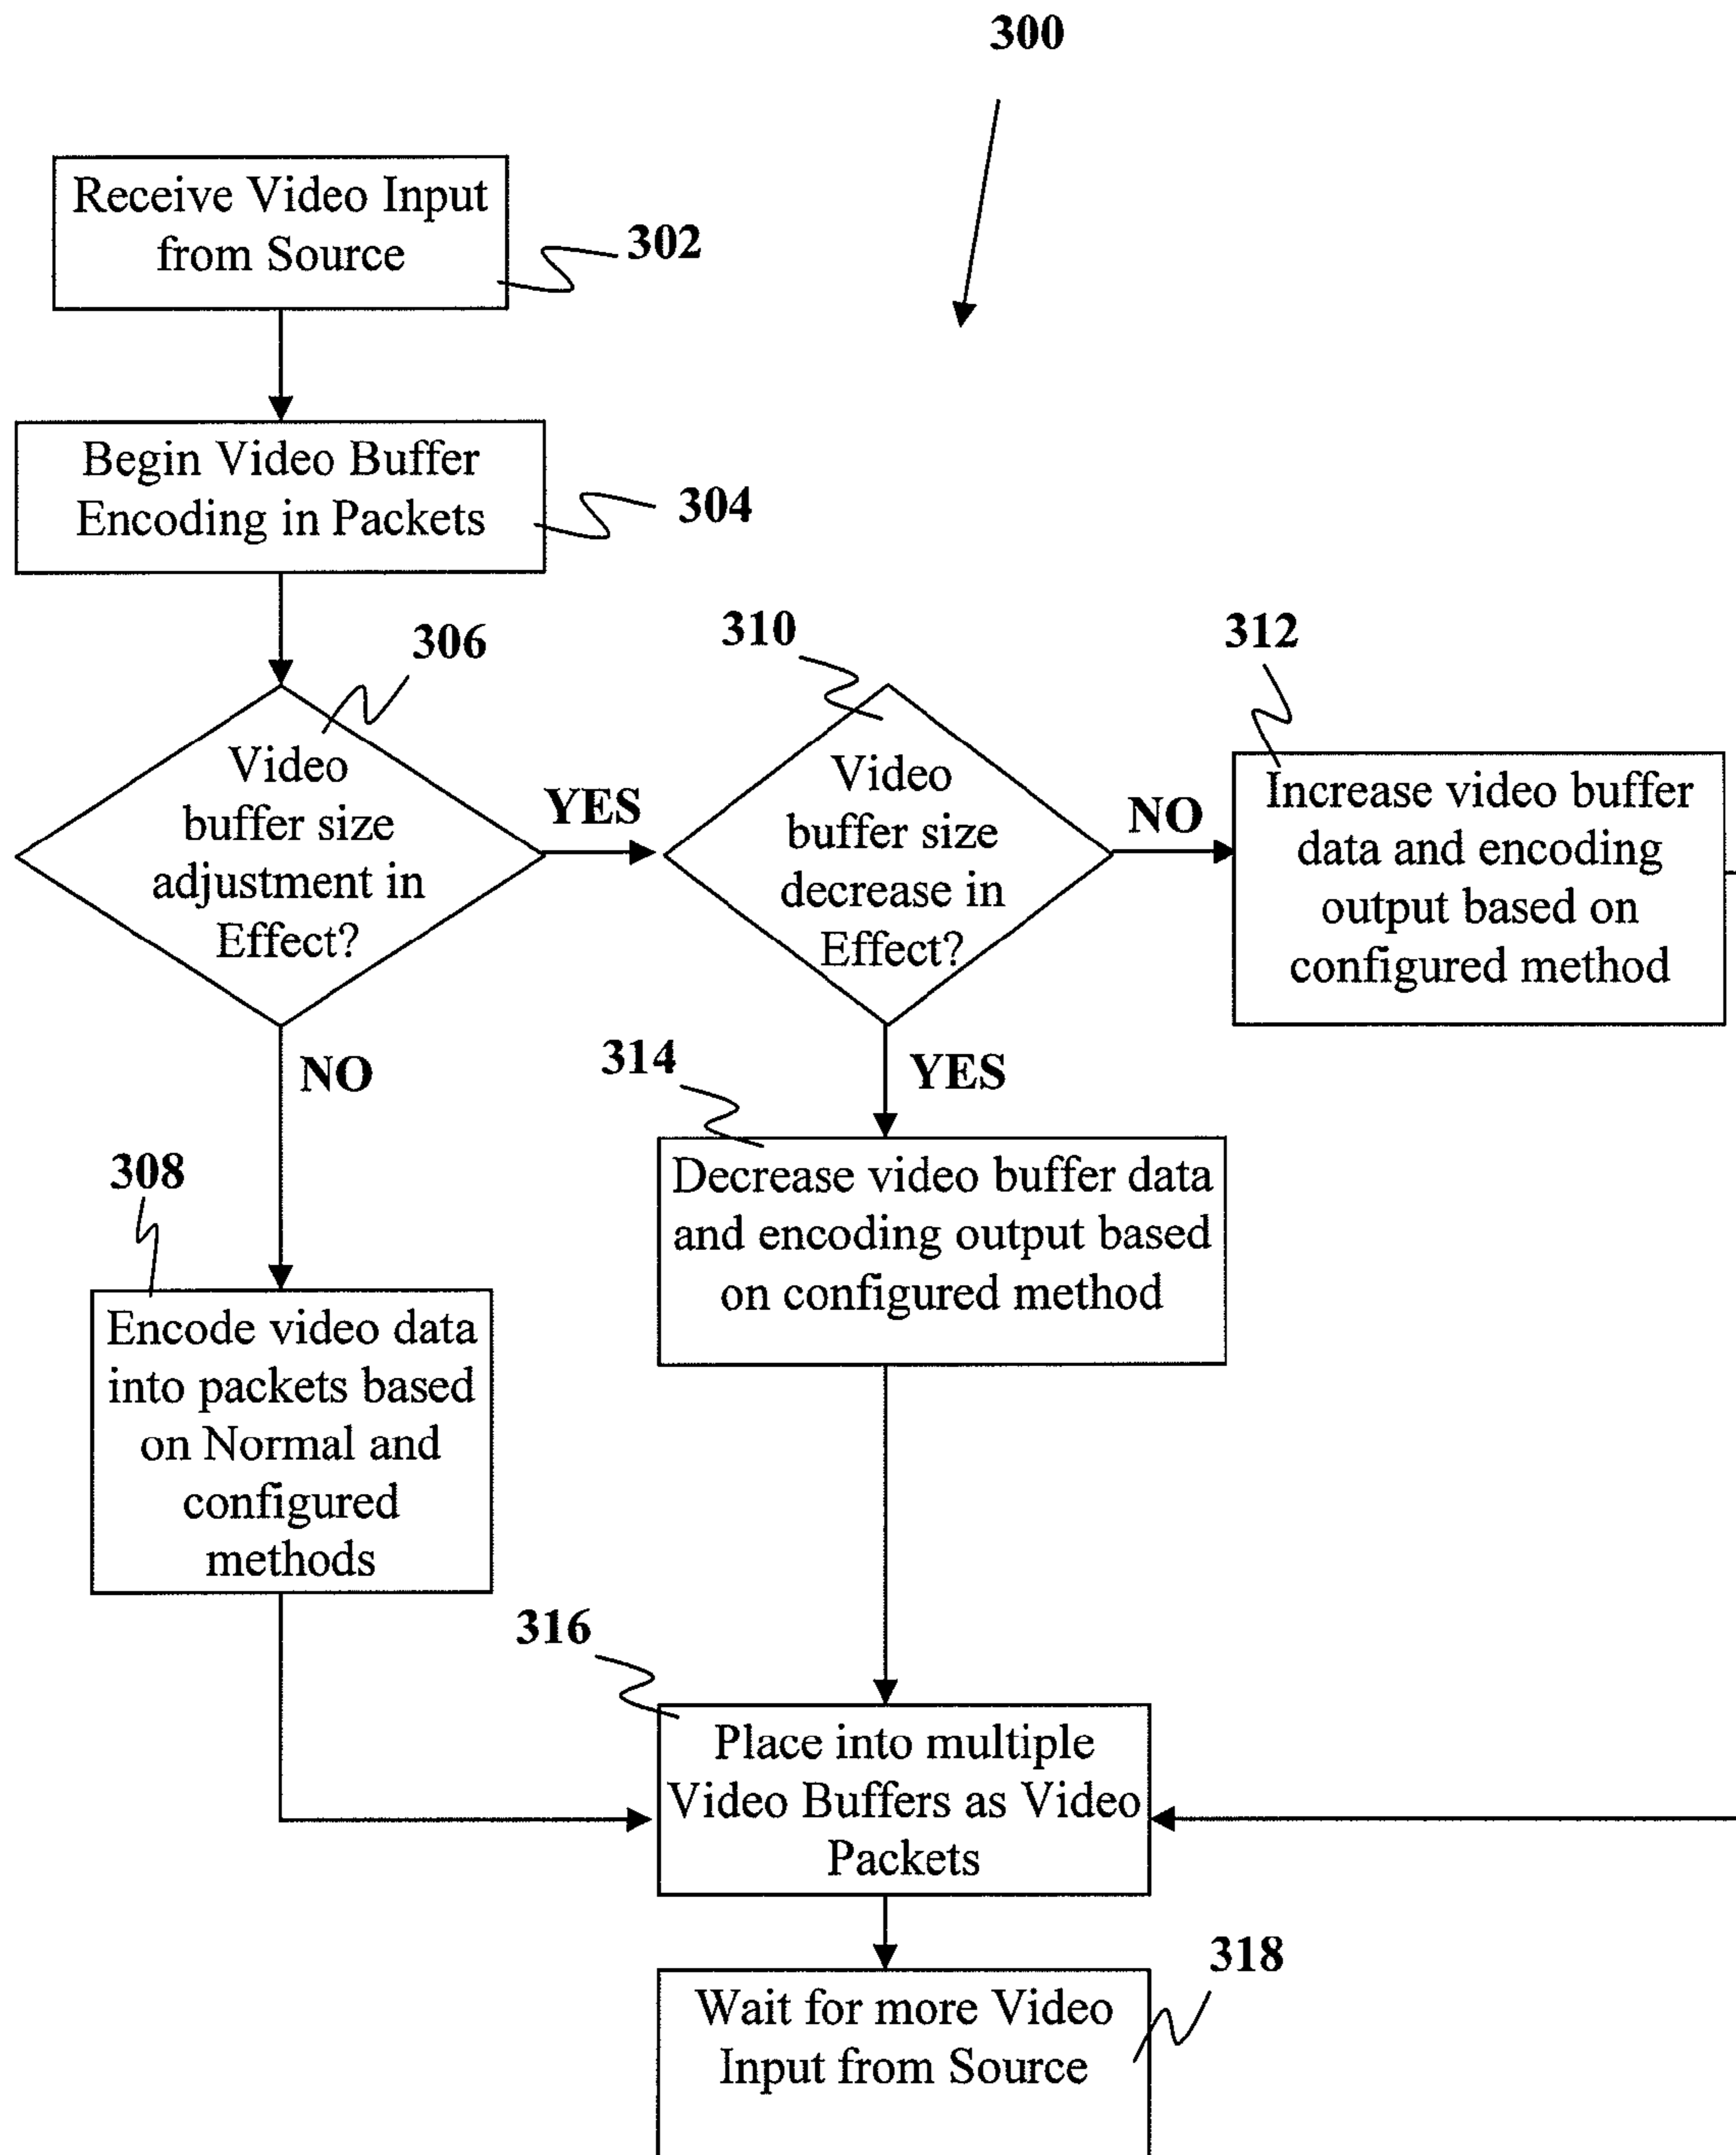 300
Receive Video Input
from Source
302
Begin Video Buffer
Encoding in Packets
304
306
Video
buffer size
adjustment in
Effect?
YES
NO
310
Video
buffer size
decrease in
Effect?
NO
YES
312
Increase video buffer
data and encoding
output based on
configured method
314
Decrease video buffer data
and encoding output based
on configured method
308
Encode video data
into packets based
on Normal and
configured
methods
316
Place into multiple
Video Buffers as Video
Packets
318
Wait for more Video
Input from Source